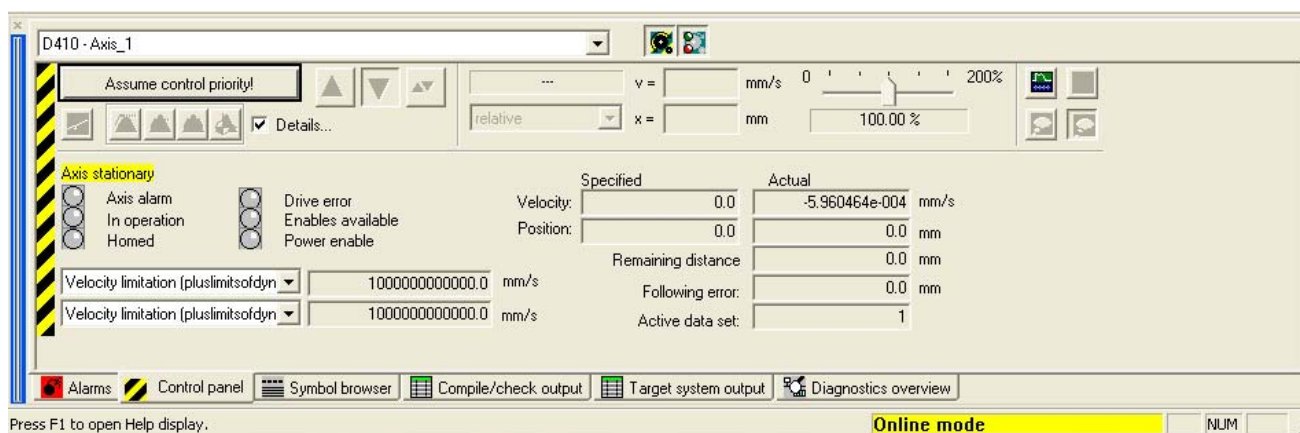 D410 - Axis_1
Assume control priority!
--- v = mm/s 0 200%
Details... relative x = mm 100.00 %
Axis stationary
Specified Actual
Axis alarm Drive error Velocity: 0.0 -5.960464e-004 mm/s
In operation Enables available Position: 0.0 0.0 mm
Homed Power enable
Remaining distance 0.0 mm
Velocity limitation (pluslimitsofdyn 1000000000000.0 mm/s
Following error: 0.0 mm
Velocity limitation (pluslimitsofdyn 1000000000000.0 mm/s
Active data set: 1
Alarms Control panel Symbol browser Compile/check output Target system output Diagnostics overview
Press F1 to open Help display. Online mode NUM